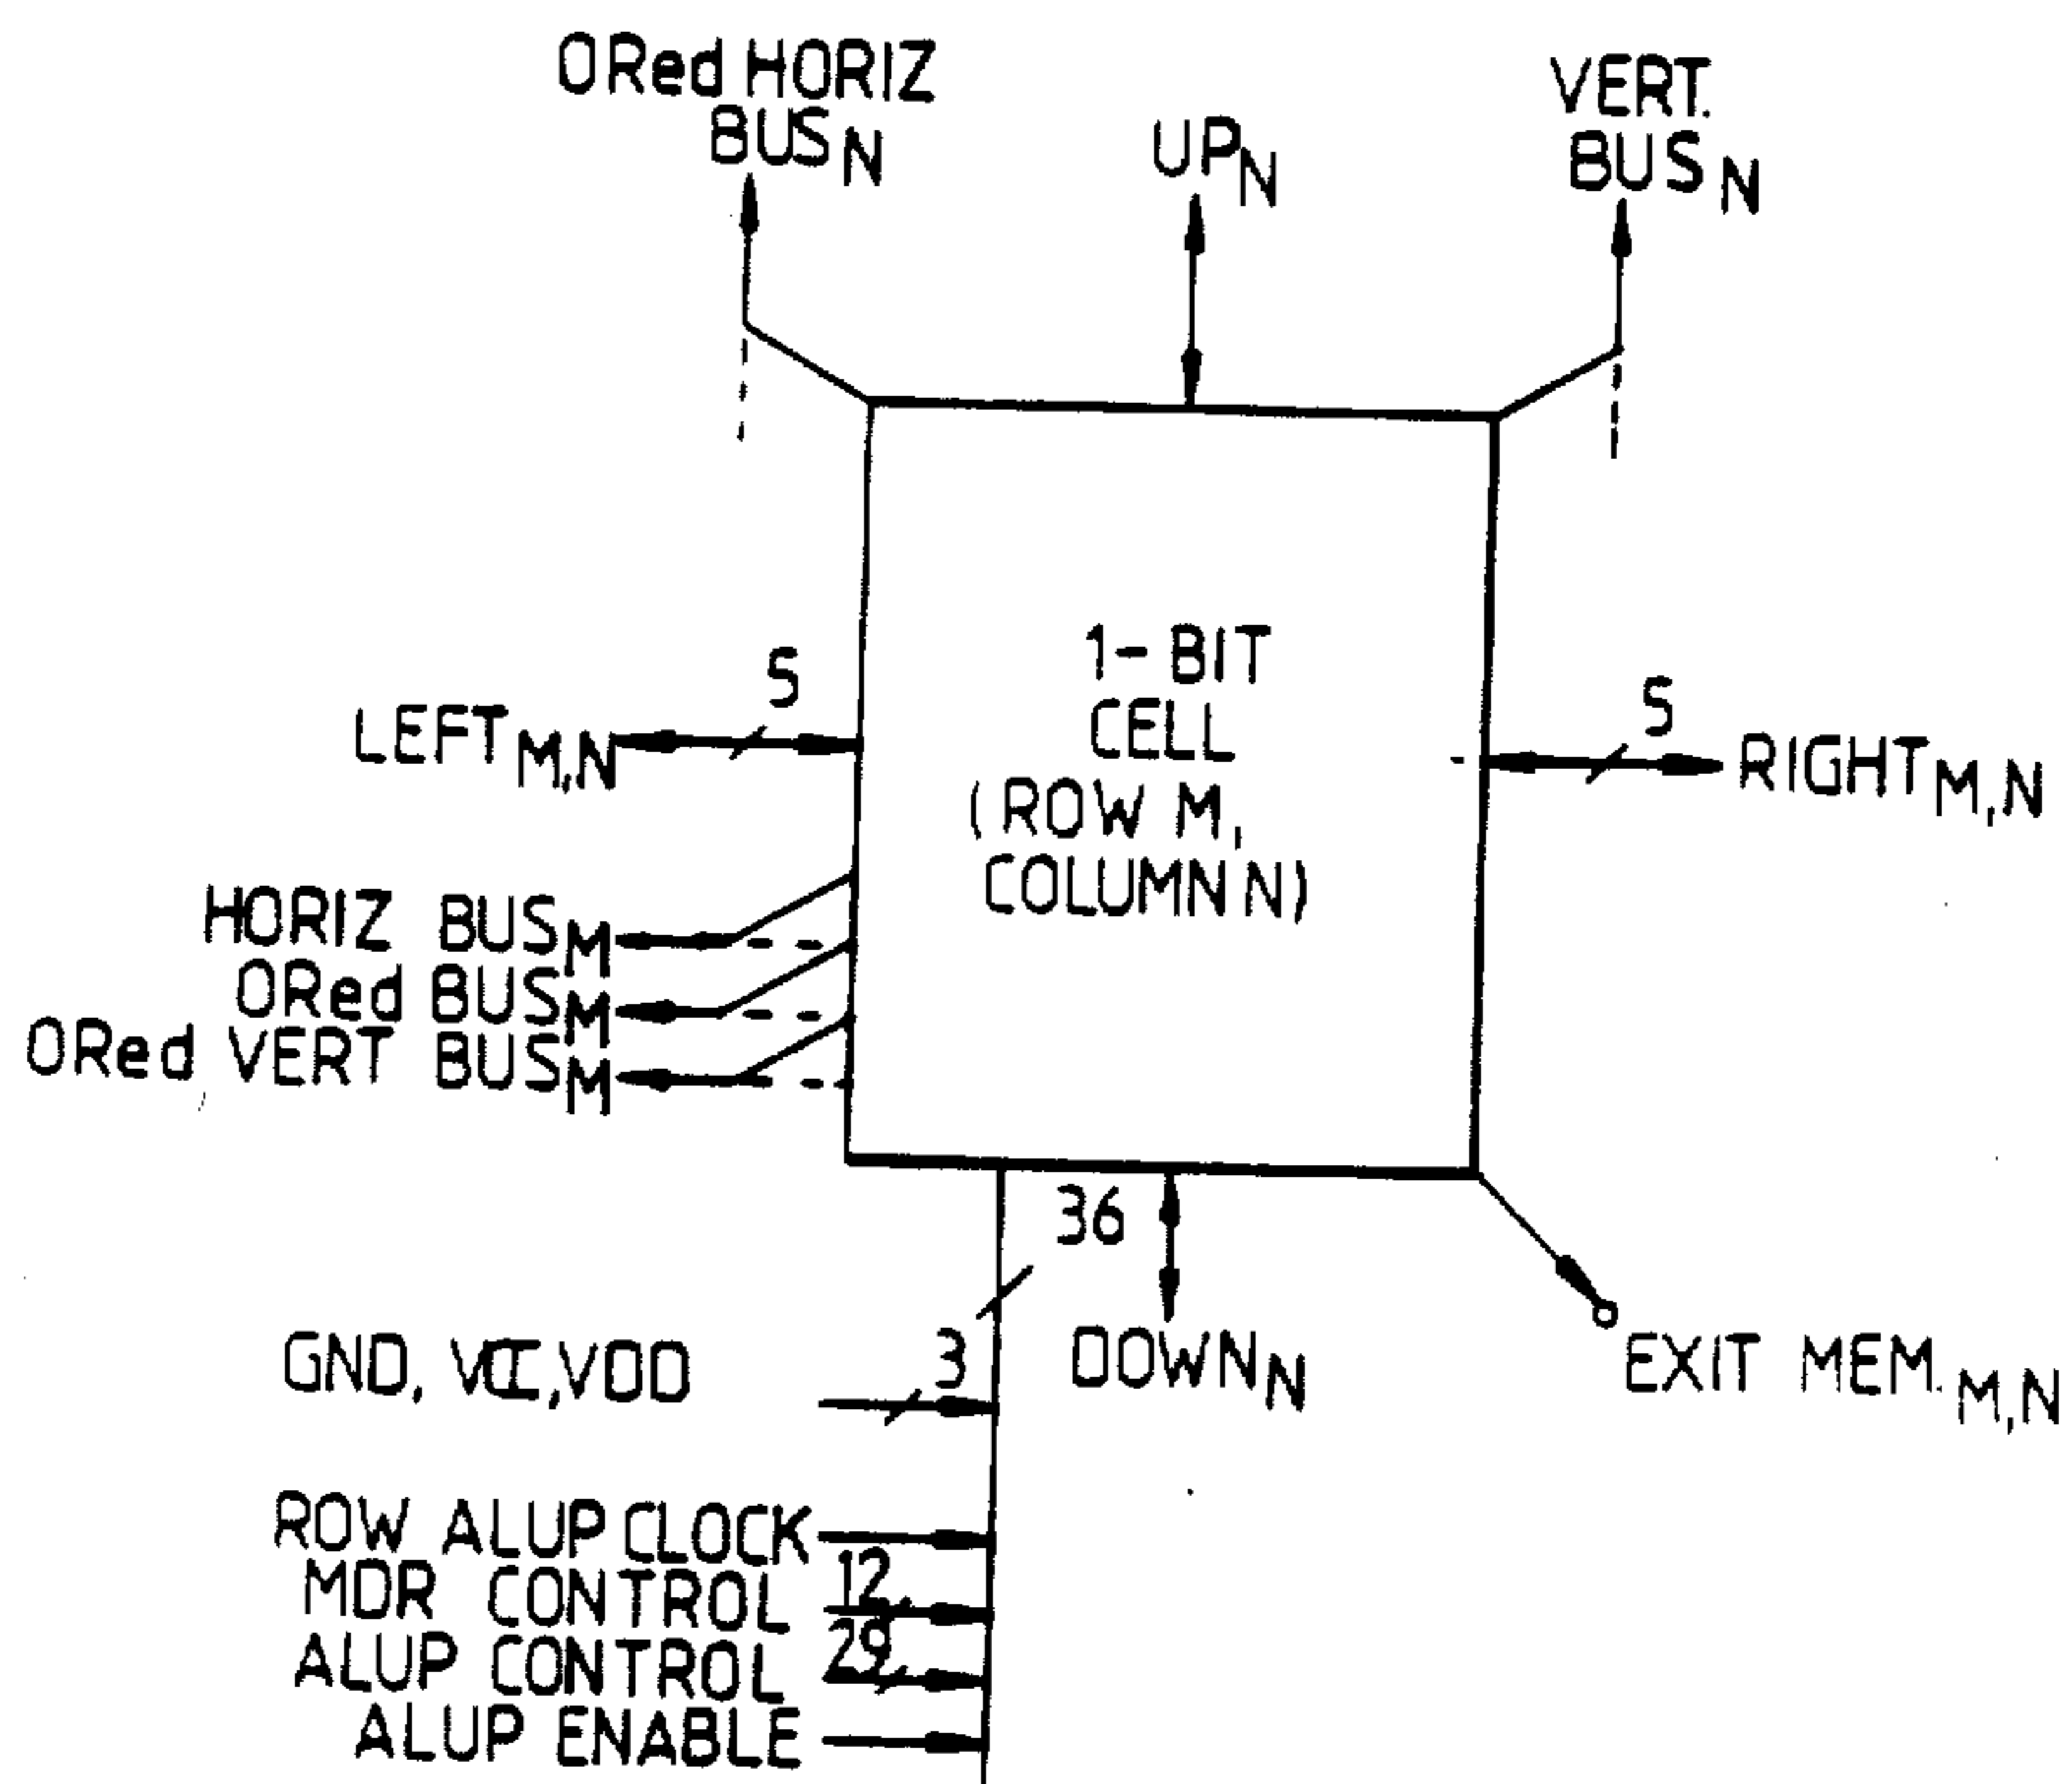 ORed HORIZ
BUS N
UP N
VERT.
BUS N
1-BIT
CELL
(ROW M,
COLUMN N)
5
LEFT M,N
5
RIGHT M,N
HORIZ BUS M
ORed BUS M
ORed VERT BUS M
36
GND, VCC, VDD
3
DOWN N
EXIT MEM. M,N
ROW ALUP CLOCK
MDR CONTROL 12
ALUP CONTROL 29
ALUP ENABLE